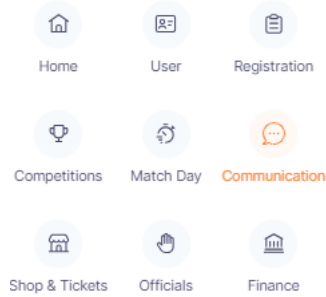 Home User Registration
Competitions Match Day Communication
Shop & Tickets Officials Finance